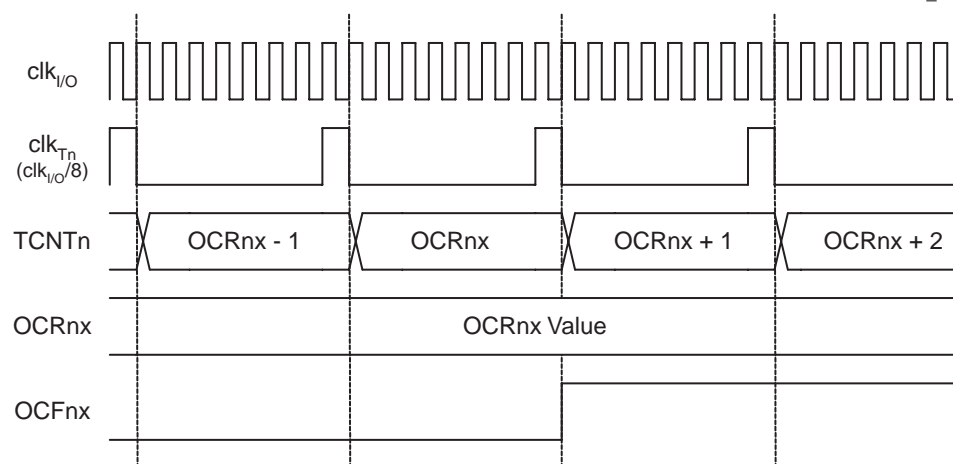 clkI/O
clkTn
(clkI/O/8)
TCNTn OCRnx - 1 OCRnx OCRnx + 1 OCRnx + 2
OCRnx OCRnx Value
OCFnx